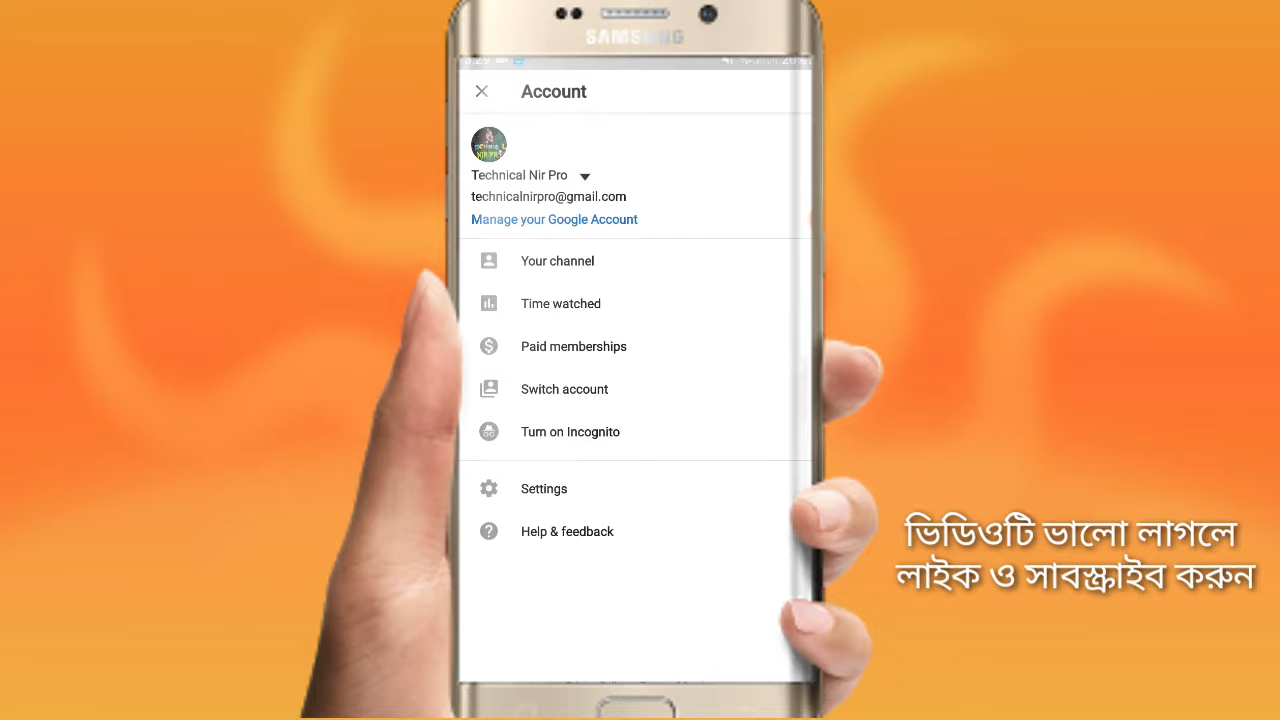 SAMSUNG
Account
Technical Nir Pro
technicalnirpro@gmail.com
Manage your Google Account
Your channel
Time watched
Paid memberships
Switch account
Turn on Incognito
Settings
Help & feedback
ভিডিওটি ভালো লাগলে
লাইক ও সাবস্ক্রাইব করুন